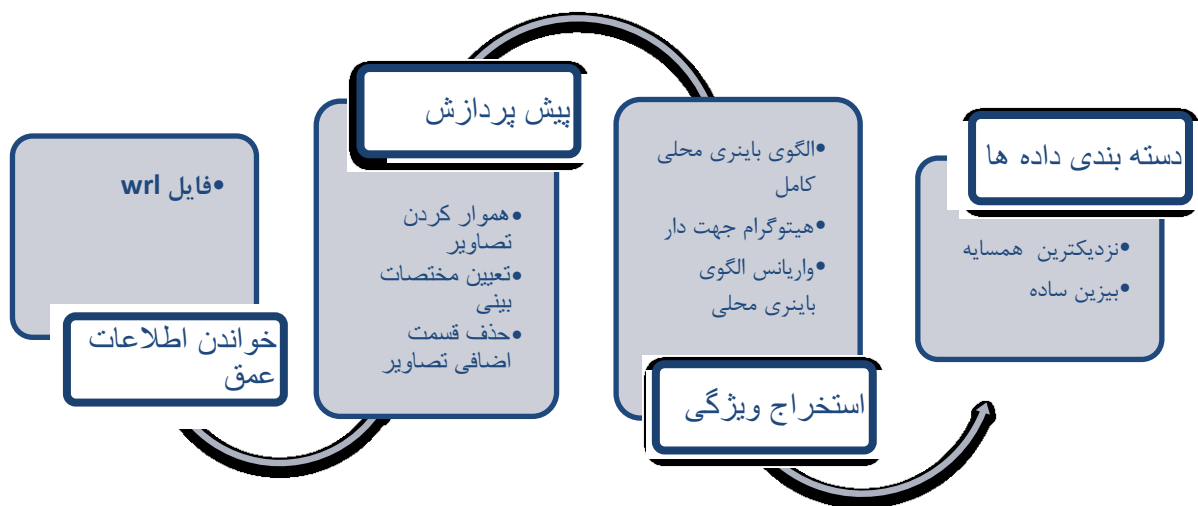 •فایل wrl
خواندن اطلاعات
عمق
پیش پردازش
•هموار کردن
تصاویر
•تعیین مختصات
بینی
•حذف قسمت
اضافی تصاویر
•الگوی باینری محلی
کامل
•هیتوگرام جهت دار
•واریانس الگوی
باینری محلی
استخراج ویژگی
دسته بندی داده ها
•نزدیکترین همسایه
•بیزین ساده